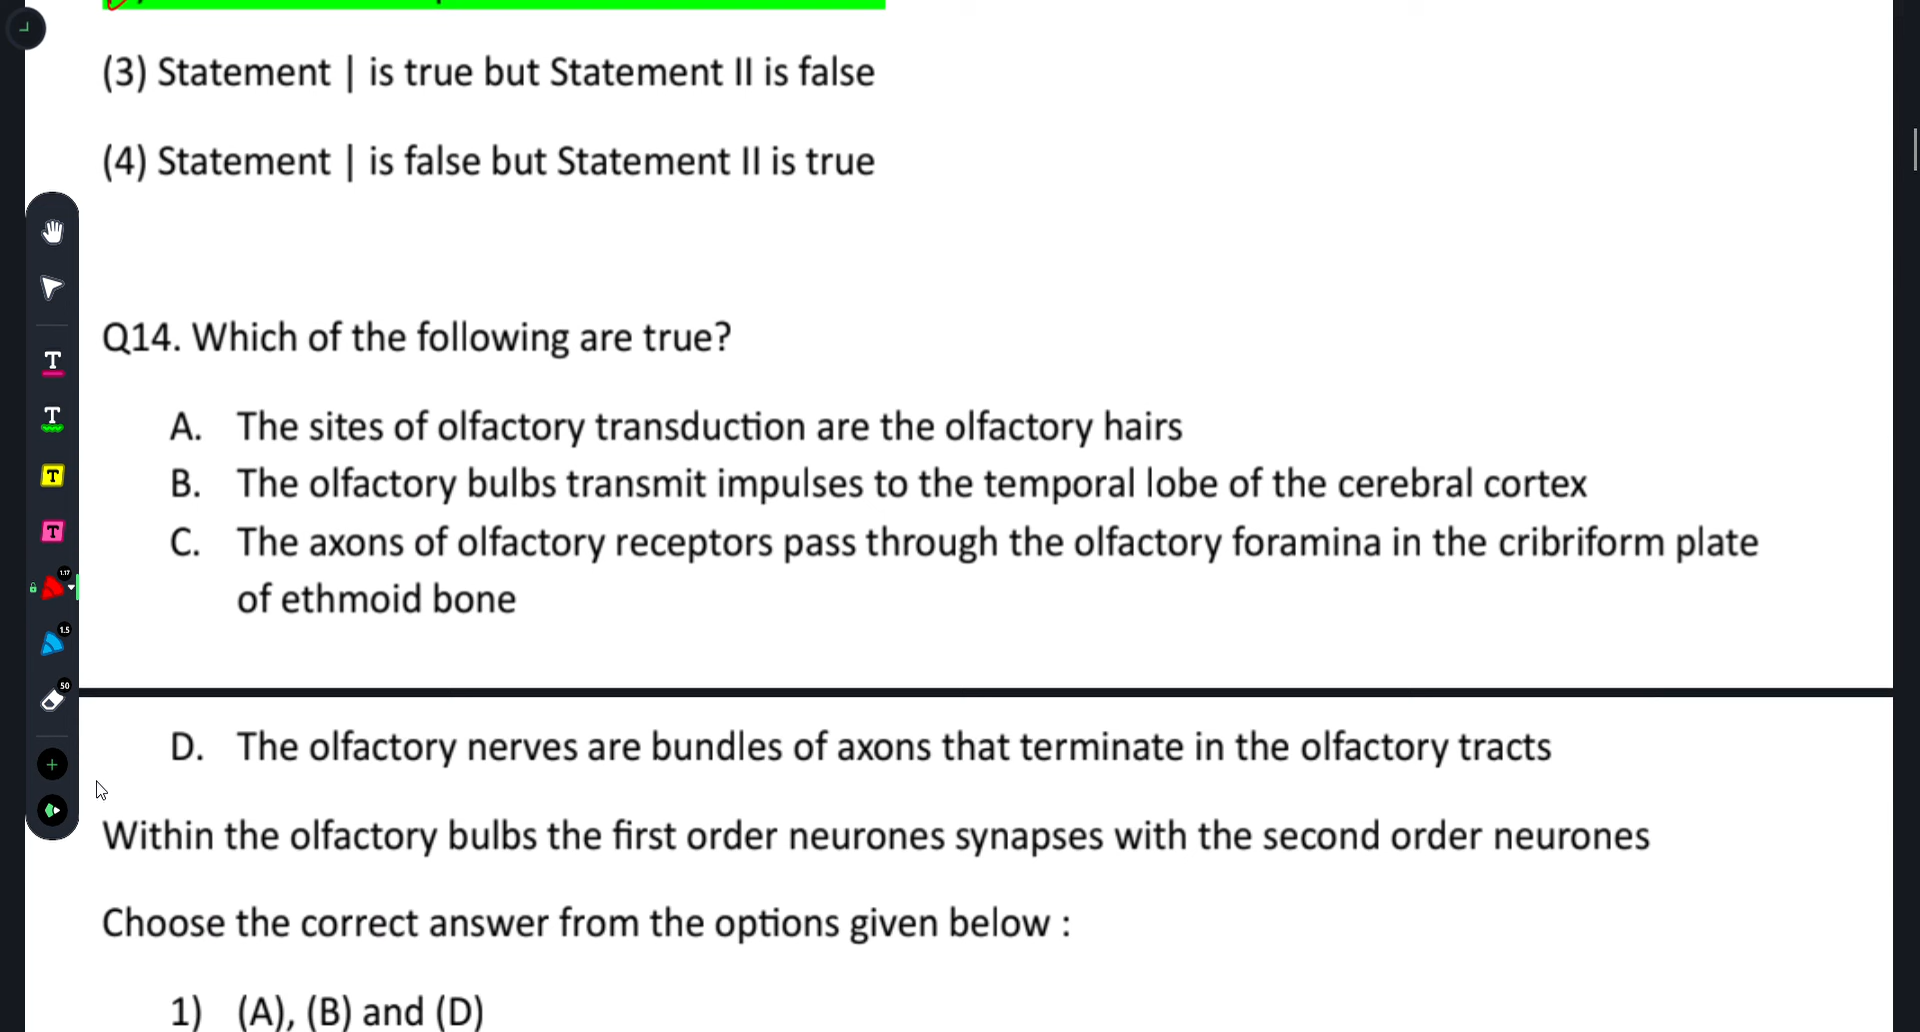 (3) Statement | is true but Statement II is false
(4) Statement | is false but Statement II is true
Q14. Which of the following are true?
A. The sites of olfactory transduction are the olfactory hairs
B. The olfactory bulbs transmit impulses to the temporal lobe of the cerebral cortex
C. The axons of olfactory receptors pass through the olfactory foramina in the cribriform plate
of ethmoid bone
D. The olfactory nerves are bundles of axons that terminate in the olfactory tracts
Within the olfactory bulbs the first order neurones synapses with the second order neurones
Choose the correct answer from the options given below :
1) (A), (B) and (D)
T
T
T
T
1.17
1.5
50